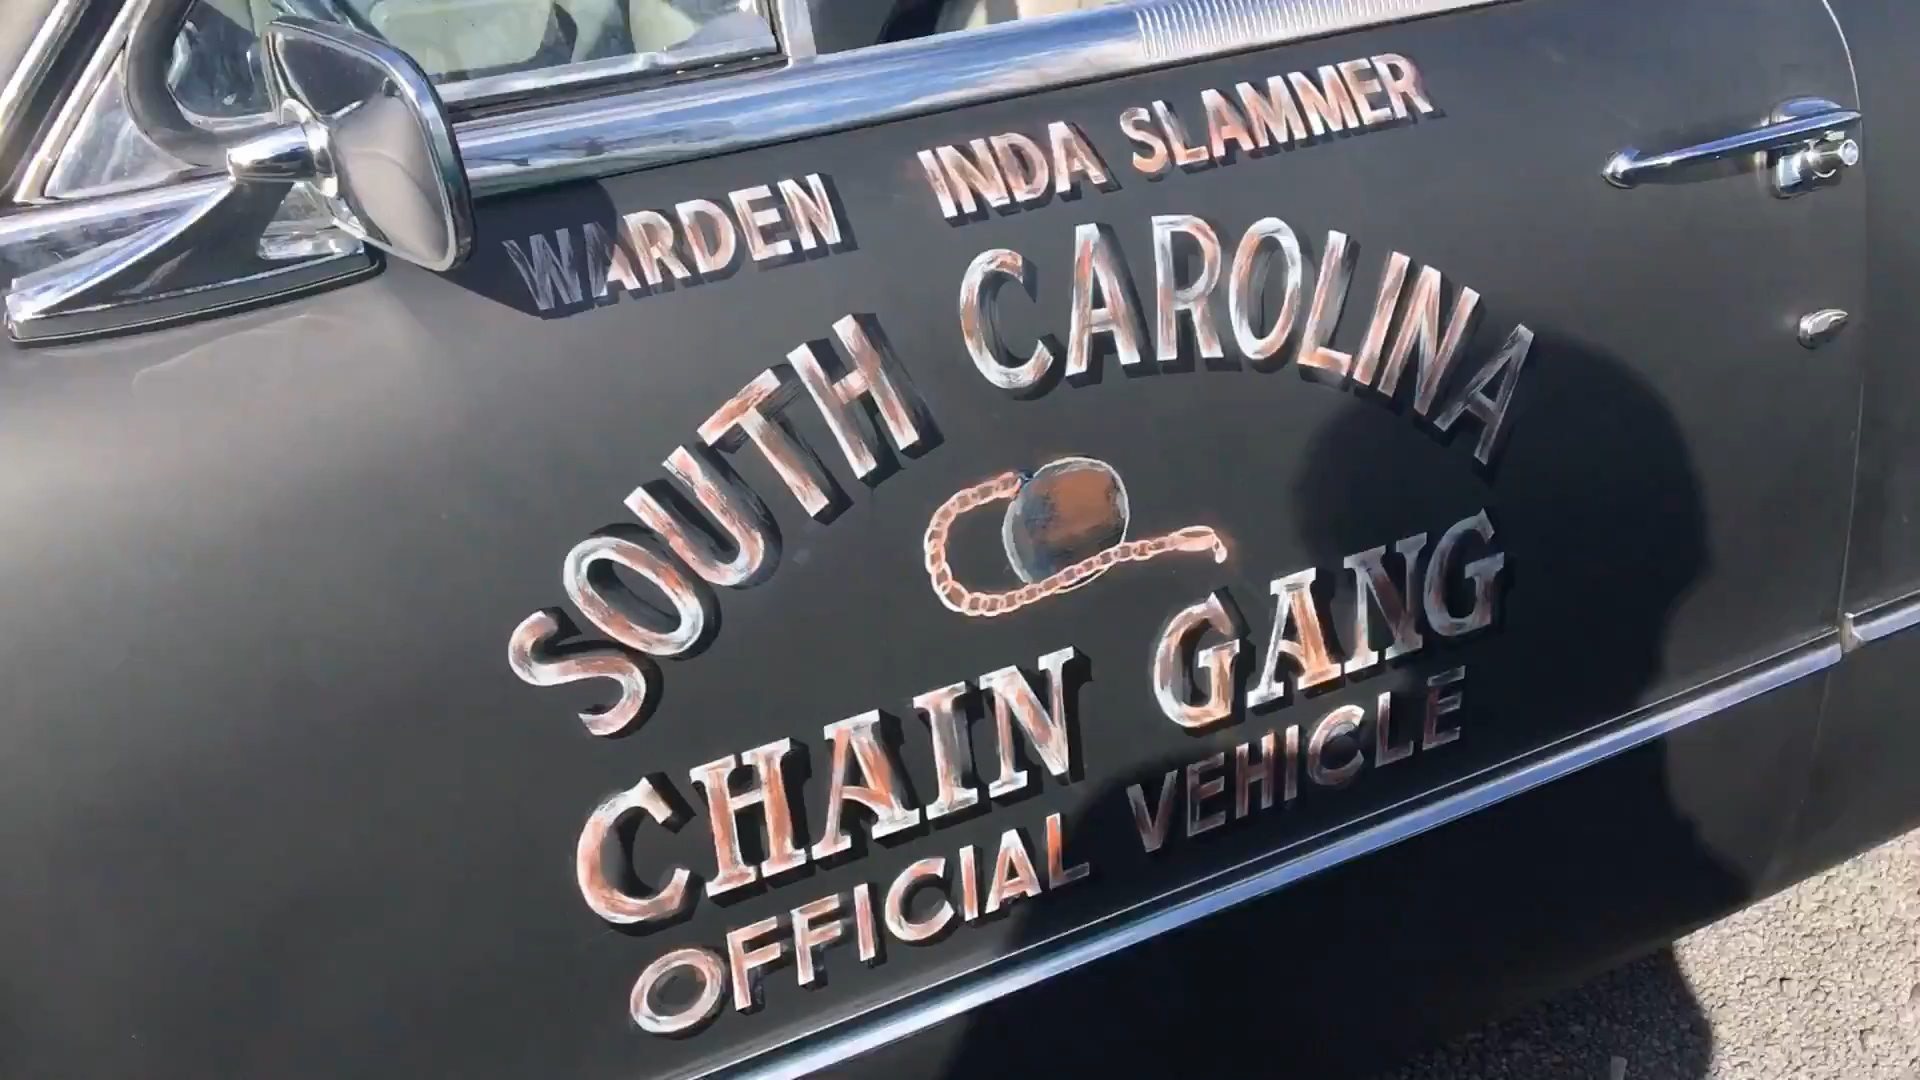 WARDEN INDA SLAMMER
SOUTH CAROLINA
CHAIN GANG
OFFICIAL VEHICLE